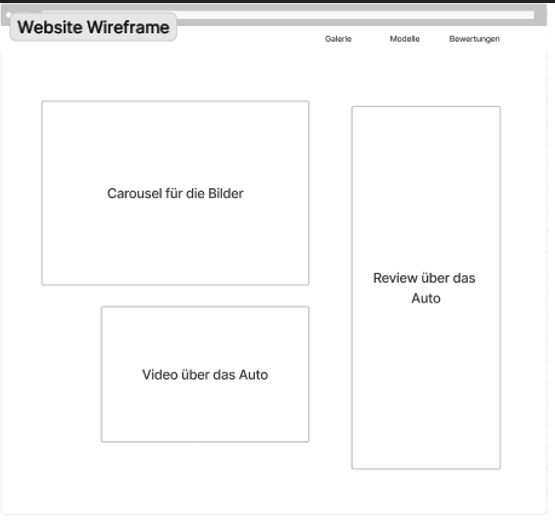 Website Wireframe
Galerie Modelle Bewertungen
Carousel für die Bilder
Review über das
Auto
Video über das Auto